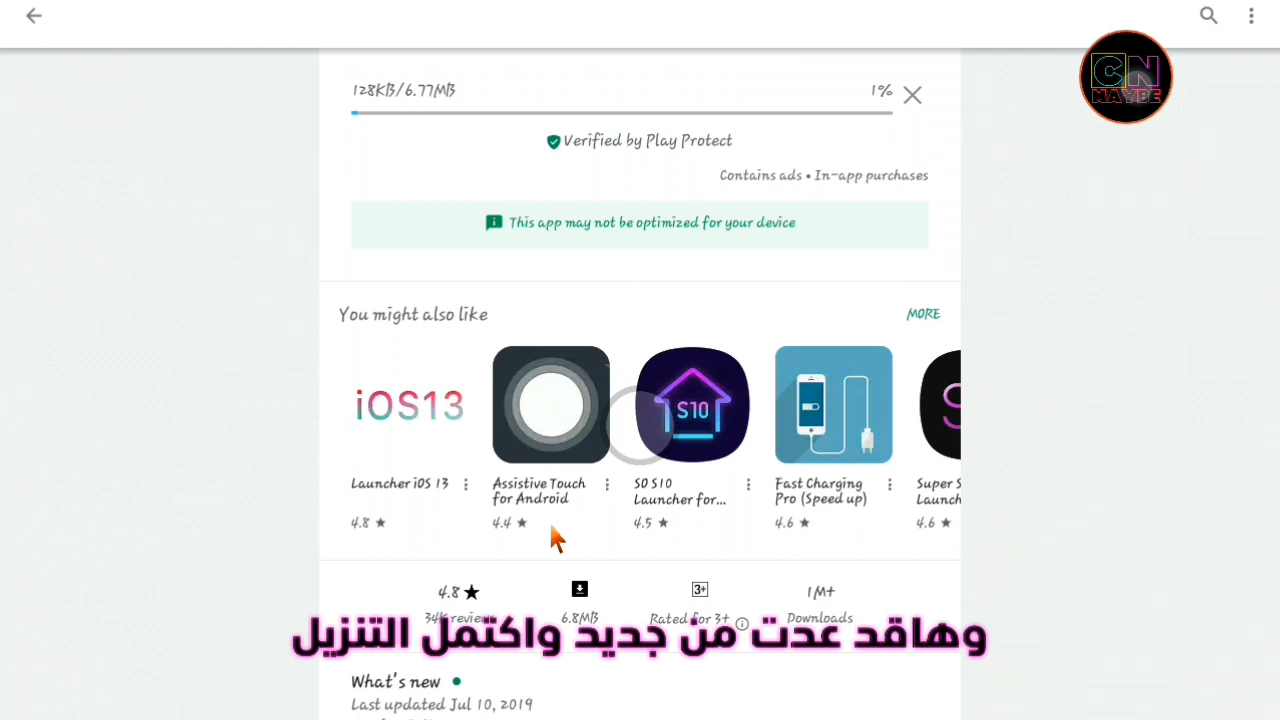 CN
MAYBE
128KB/6.77MB 1%
Verified by Play Protect
Contains ads • In-app purchases
This app may not be optimized for your device
You might also like MORE
iOS13
S10
Launcher iOS 13
Assistive Touch for Android
SO S10 Launcher for...
Fast Charging Pro (Speed up)
Super S
Launch
4.8 ★ 4.4 ★ 4.5 ★ 4.6 ★ 4.6 ★
4.8 ★ 3+ 1M+
34K reviews 6.8MB Rated for 3+ Downloads
وهاقد عدت من جديد واكتمل التنزيل
What's new
Last updated Jul 10, 2019